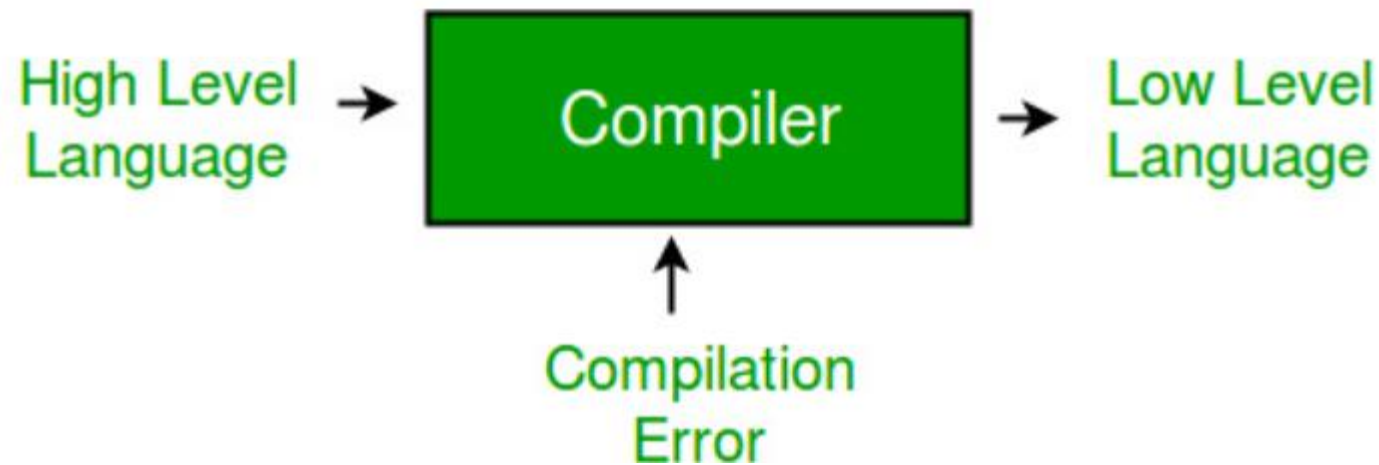 High Level
Language
Compiler
Low Level
Language
Compilation
Error